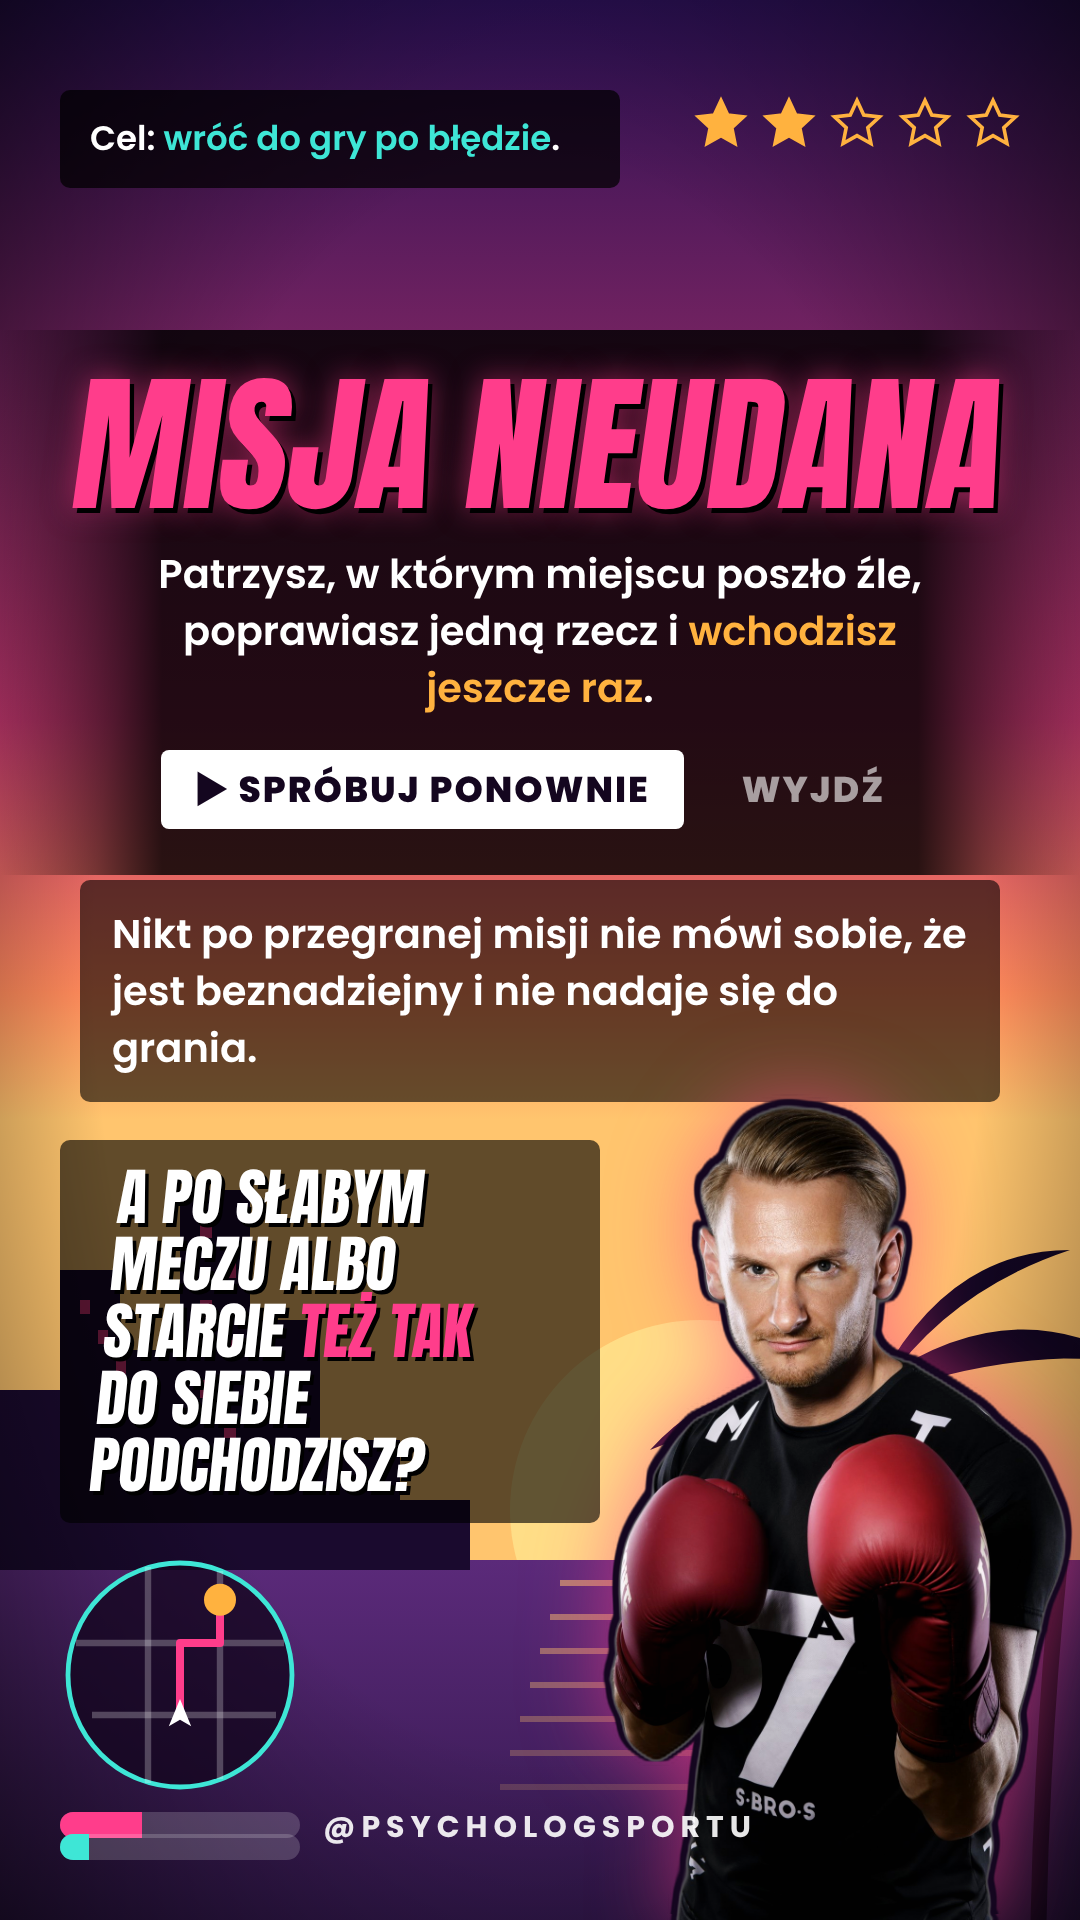 Cel: wróć do gry po błędzie.
MISJA NIEUDANA
Patrzysz, w którym miejscu poszło źle,
poprawiasz jedną rzecz i wchodzisz
jeszcze raz.
SPRÓBUJ PONOWNIE
WYJDŹ
Nikt po przegranej misji nie mówi sobie, że
jest beznadziejny i nie nadaje się do
grania.
A PO SŁABYM
MECZU ALBO
STARCIE TEŻ TAK
DO SIEBIE
PODCHODZISZ?
M T
A
7
S·BRO·S
@PSYCHOLOGSPORTU